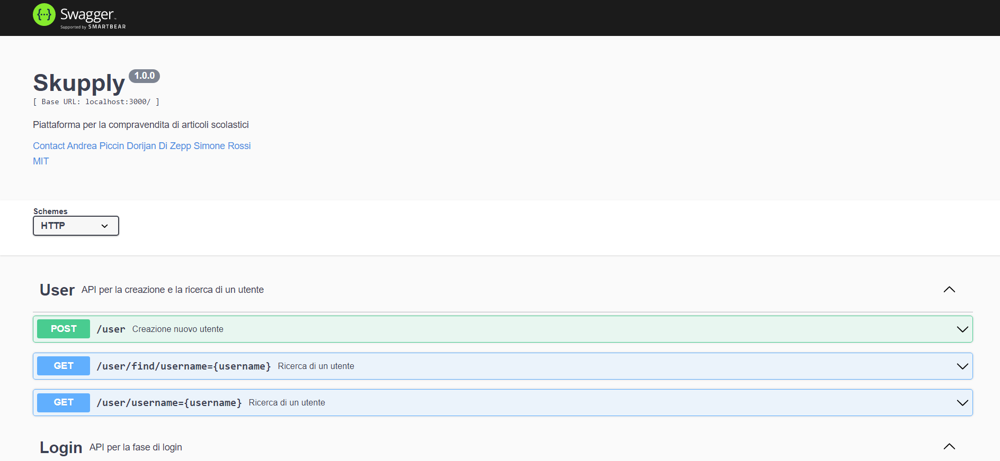 {···} Swagger
Supported by SMARTBEAR
Skupply 1.0.0
[ Base URL: localhost:3000/ ]
Piattaforma per la compravendita di articoli scolastici
Contact Andrea Piccin Dorijan Di Zepp Simone Rossi
MIT
Schemes
HTTP
User API per la creazione e la ricerca di un utente
POST /user Creazione nuovo utente
GET /user/find/username={username} Ricerca di un utente
GET /user/username={username} Ricerca di un utente
Login API per la fase di login